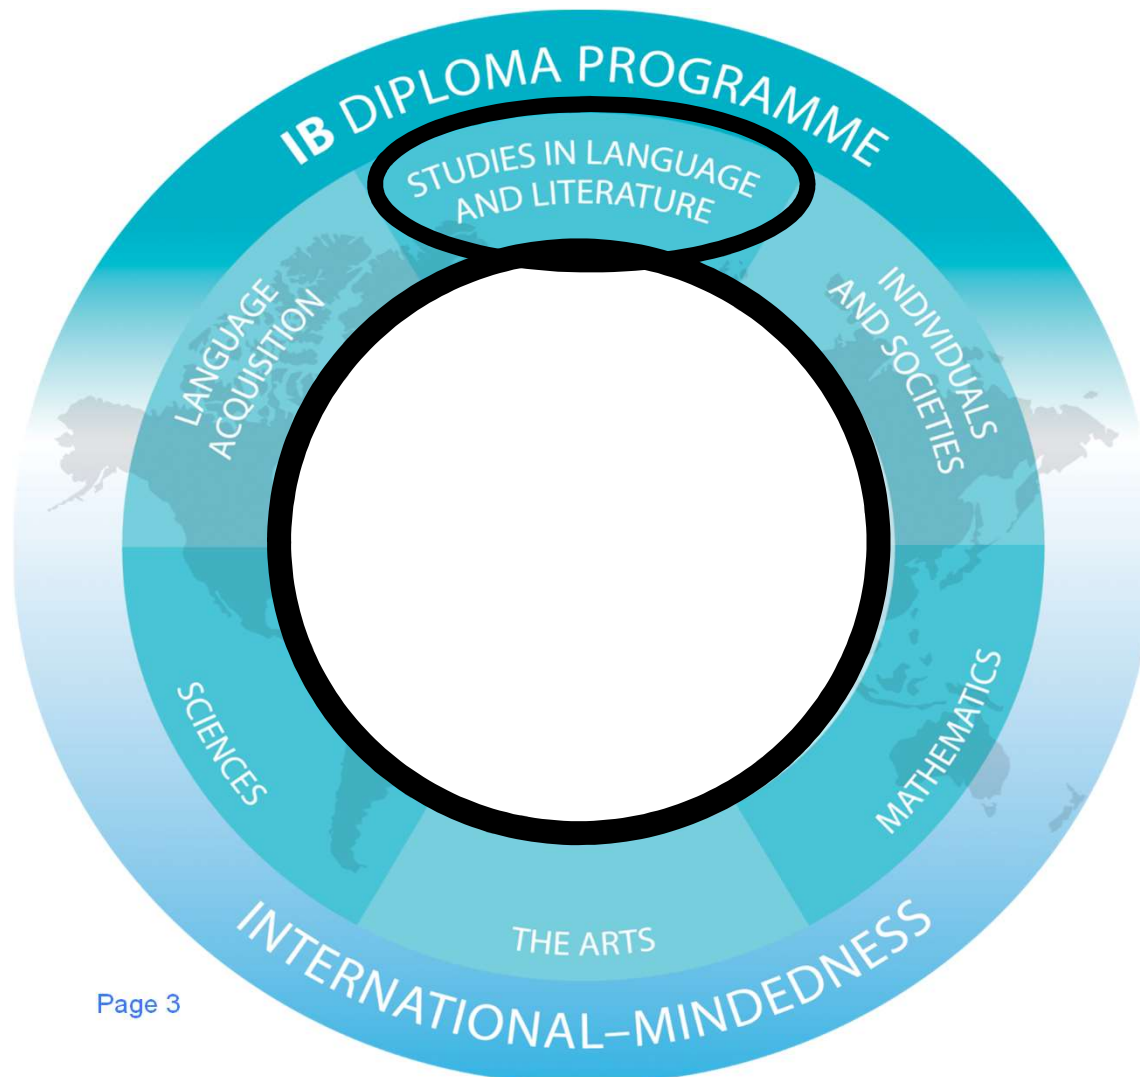 IB DIPLOMA PROGRAMME
STUDIES IN LANGUAGE
AND LITERATURE
LANGUAGE
ACQUISITION
INDIVIDUALS
AND SOCIETIES
SCIENCES
MATHEMATICS
THE ARTS
INTERNATIONAL–MINDEDNESS
Page 3